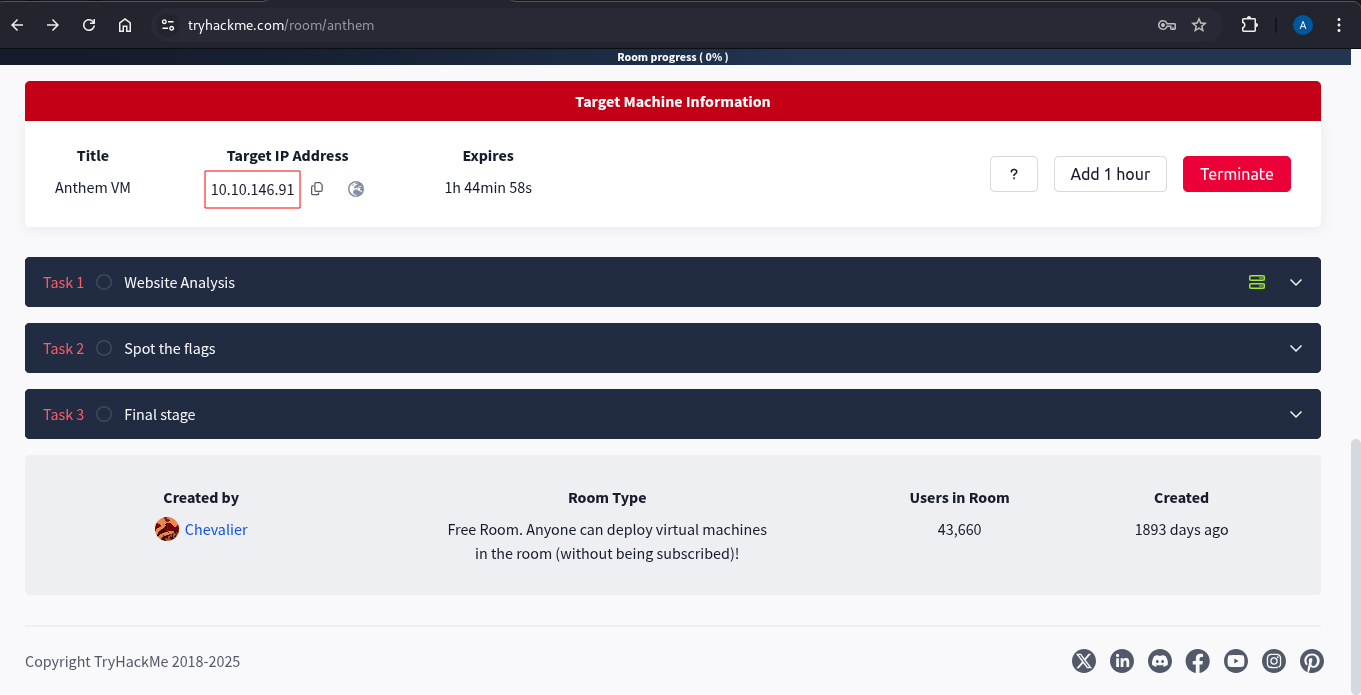 tryhackme.com/room/anthem
A
Room progress ( 0% )
Target Machine Information
Title
Target IP Address
Expires
Anthem VM
10.10.146.91
1h 44min 58s
?
Add 1 hour
Terminate
Task 1
Website Analysis
Task 2
Spot the flags
Task 3
Final stage
Created by
Room Type
Users in Room
Created
Chevalier
Free Room. Anyone can deploy virtual machines
in the room (without being subscribed)!
43,660
1893 days ago
Copyright TryHackMe 2018-2025